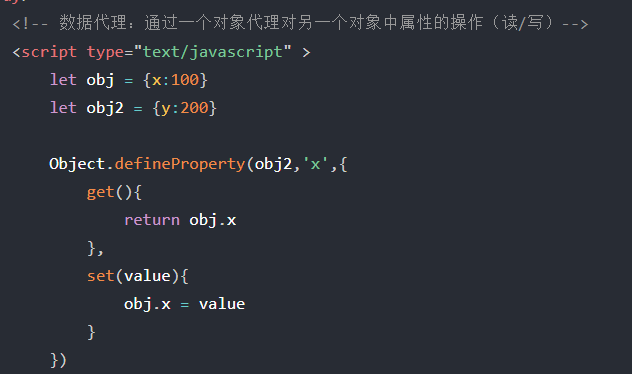 <!-- 数据代理：通过一个对象代理对另一个对象中属性的操作（读/写）-->
<script type="text/javascript" >
let obj = {x:100}
let obj2 = {y:200}
Object.defineProperty(obj2,'x',{
get(){
return obj.x
},
set(value){
obj.x = value
}
})